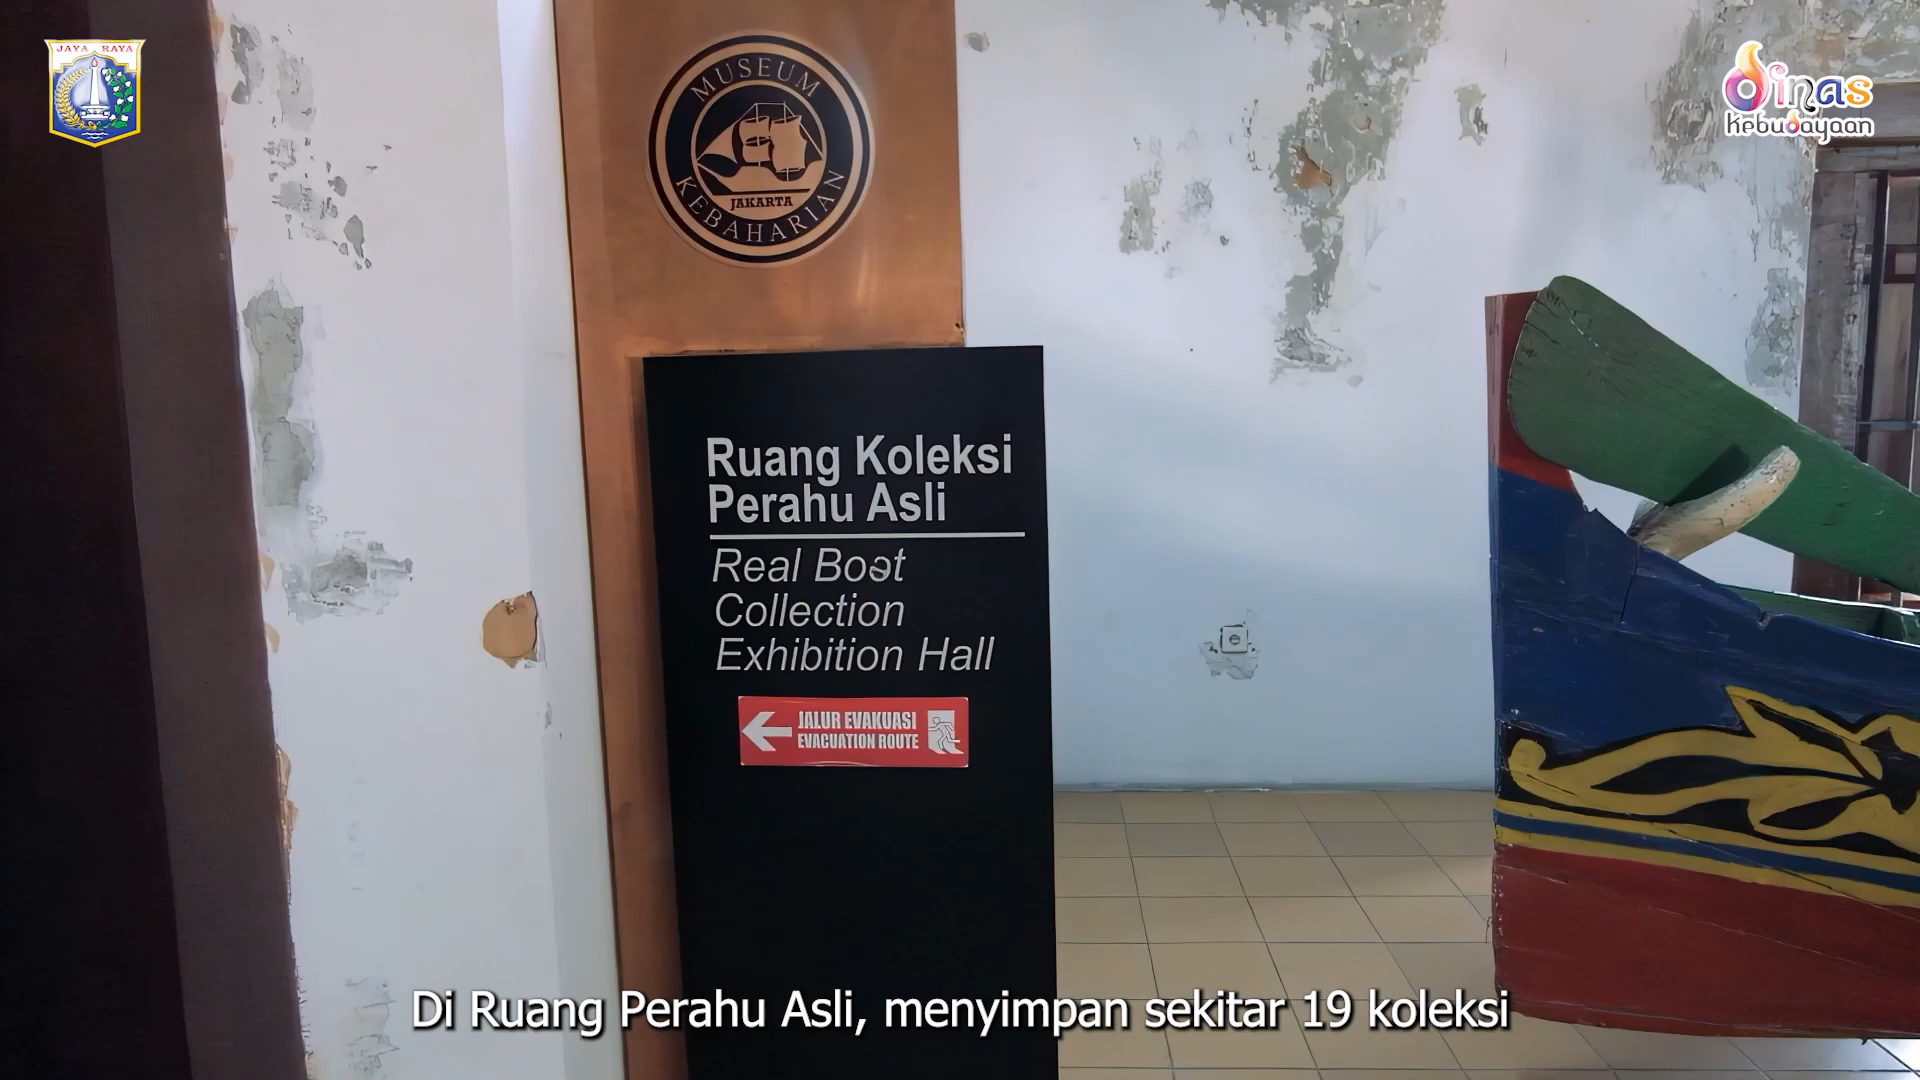 JAYA RAYA
Dinas
Kebudayaan
MUSEUM
KEBAHARIAN
JAKARTA
Ruang Koleksi
Perahu Asli
Real Boat
Collection
Exhibition Hall
JALUR EVAKUASI
EVACUATION ROUTE
Di Ruang Perahu Asli, menyimpan sekitar 19 koleksi